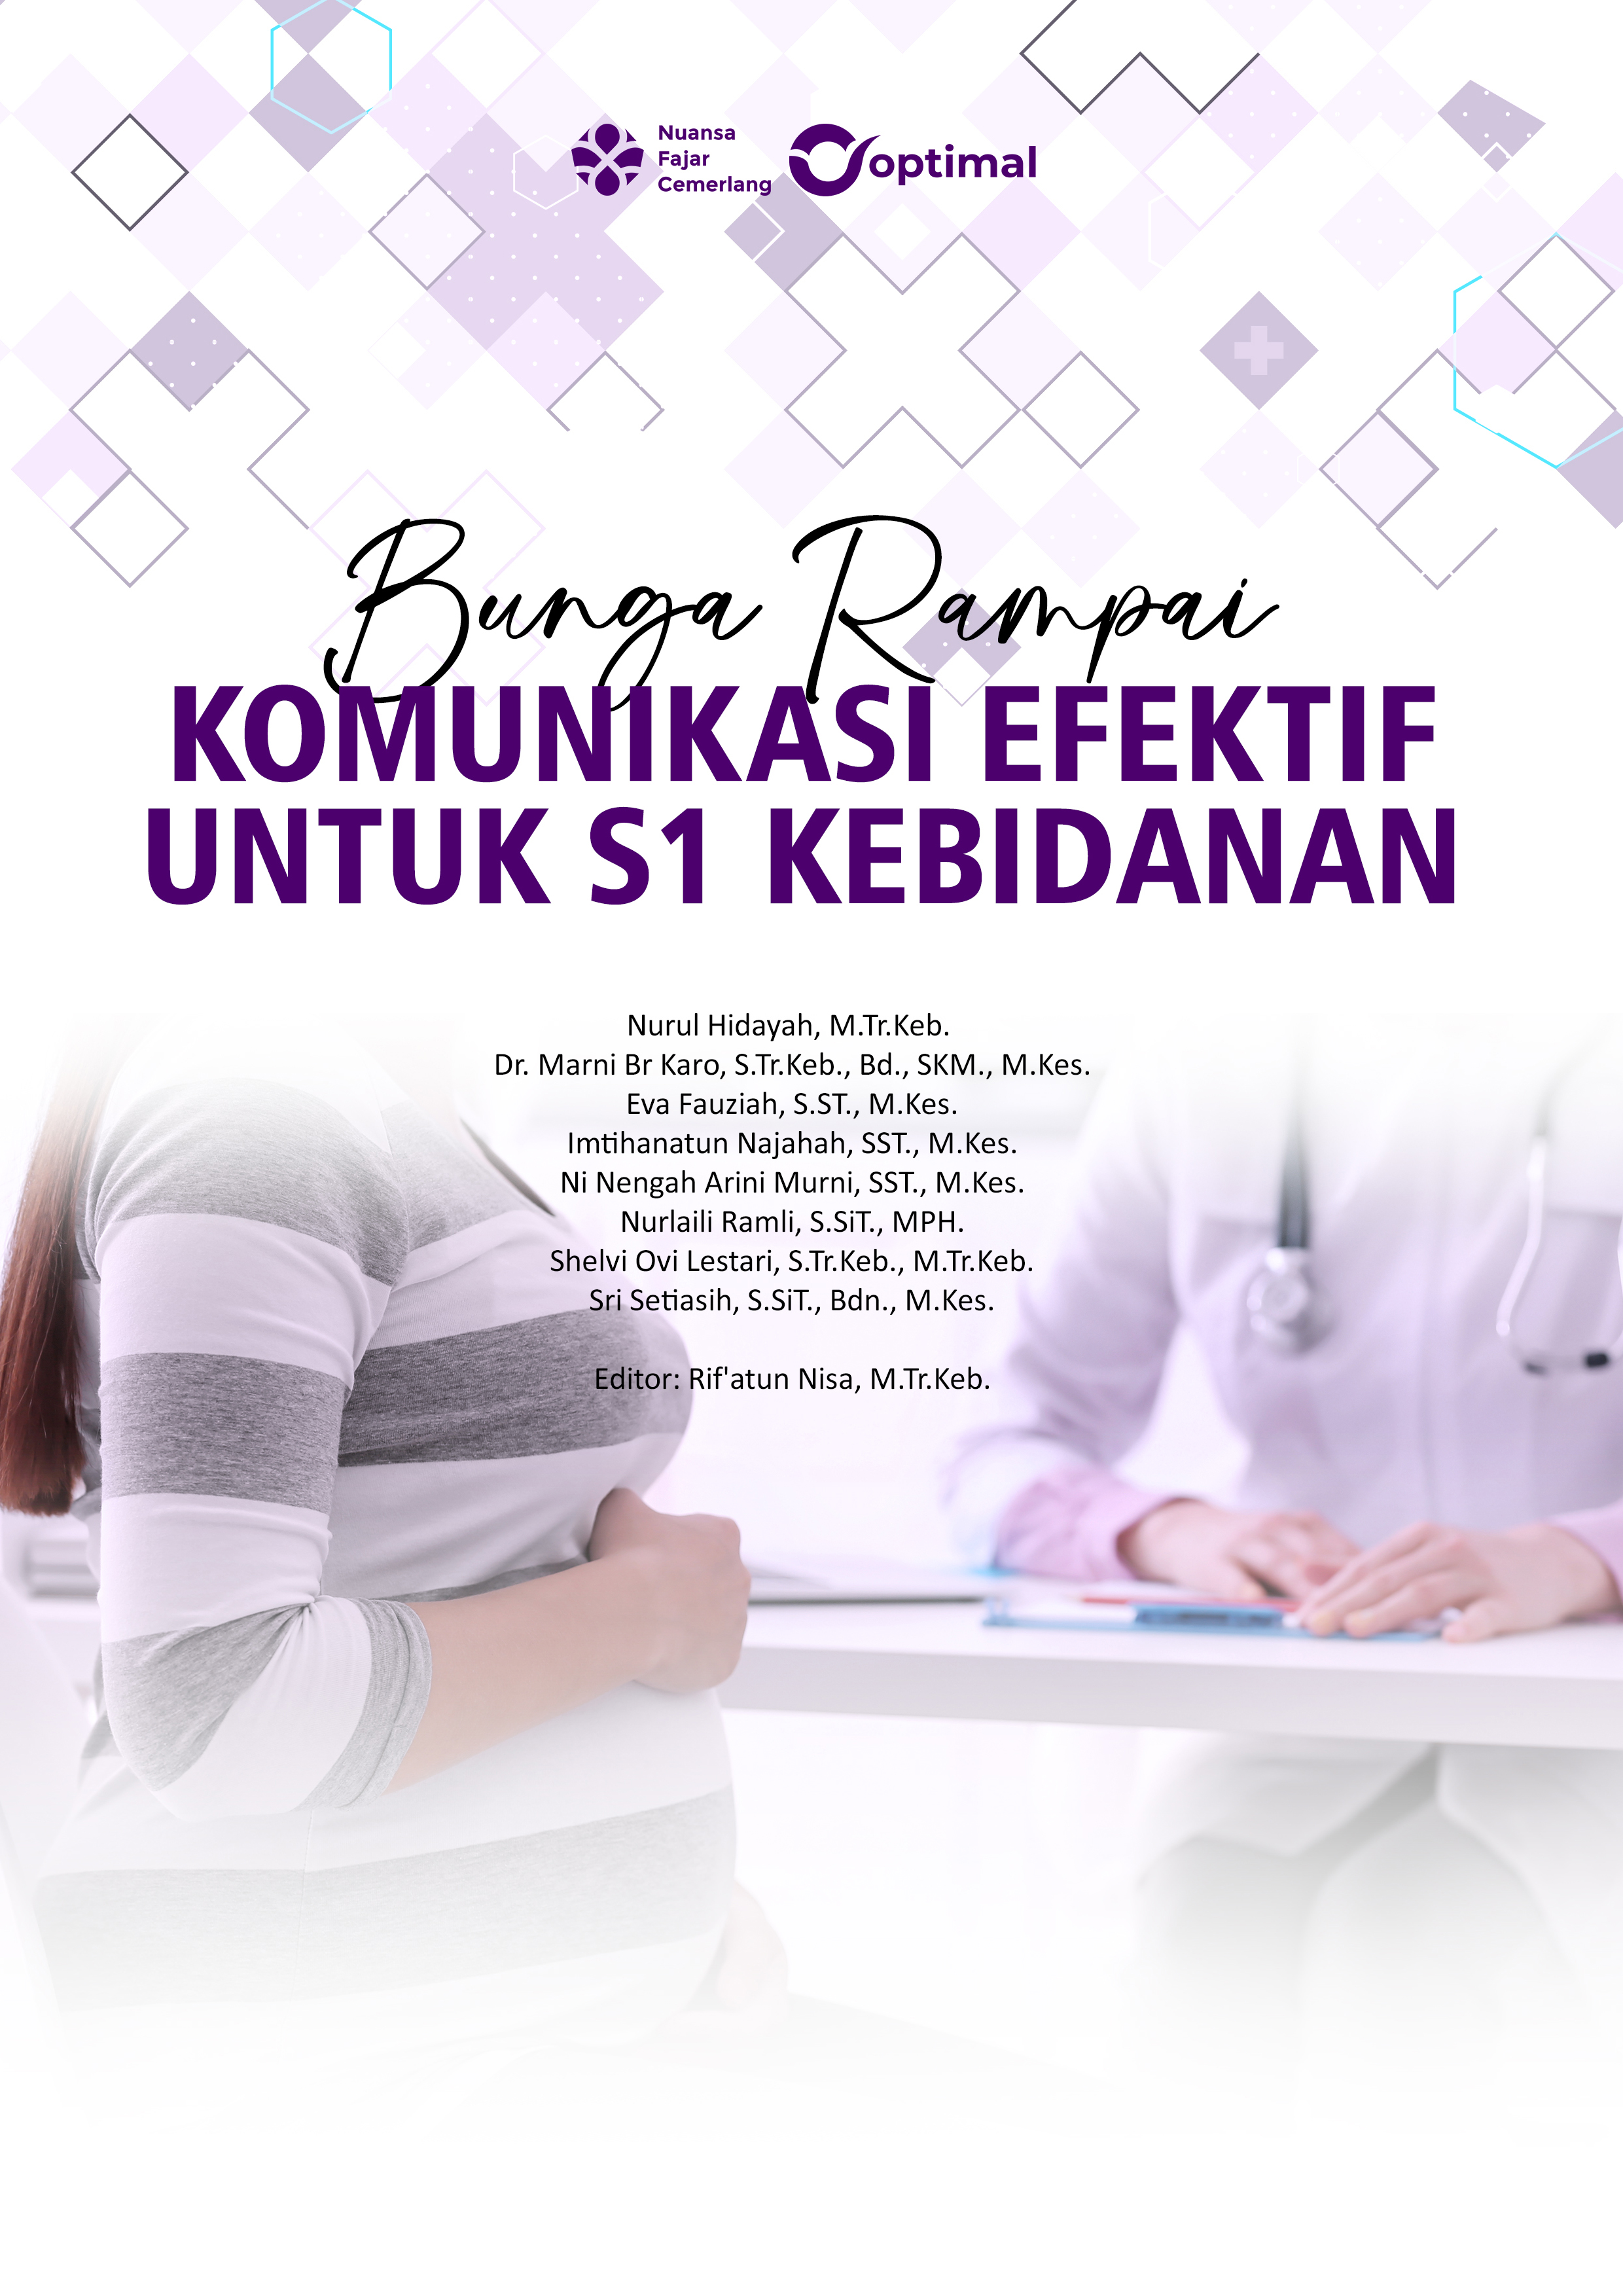 Nuansa
Fajar
Cemerlang
optimal
Bunga Rampai
KOMUNIKASI EFEKTIF
UNTUK S1 KEBIDANAN
Nurul Hidayah, M.Tr.Keb.
Dr. Marni Br Karo, S.Tr.Keb., Bd., SKM., M.Kes.
Eva Fauziah, S.ST., M.Kes.
Imtihanatun Najahah, SST., M.Kes.
Ni Nengah Arini Murni, SST., M.Kes.
Nurlaili Ramli, S.SiT., MPH.
Shelvi Ovi Lestari, S.Tr.Keb., M.Tr.Keb.
Sri Setiasih, S.SiT., Bdn., M.Kes.
Editor: Rif'atun Nisa, M.Tr.Keb.